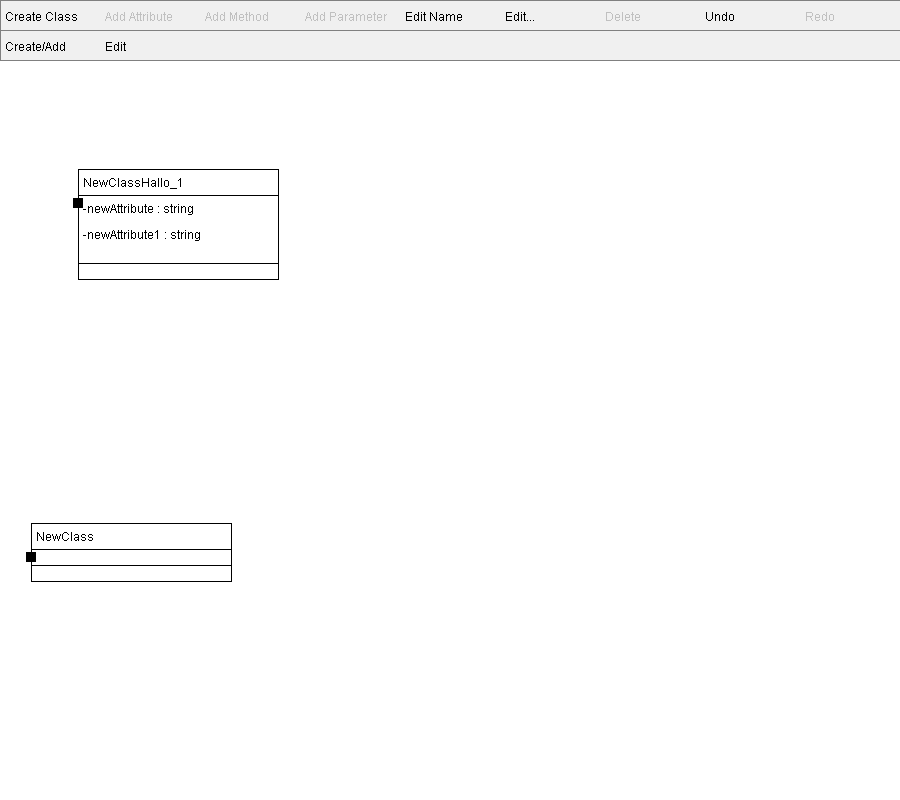 Create Class Add Attribute Add Method Add Parameter Edit Name Edit... Delete Undo Redo
Create/Add Edit
NewClassHallo_1
-newAttribute : string
-newAttribute1 : string
NewClass